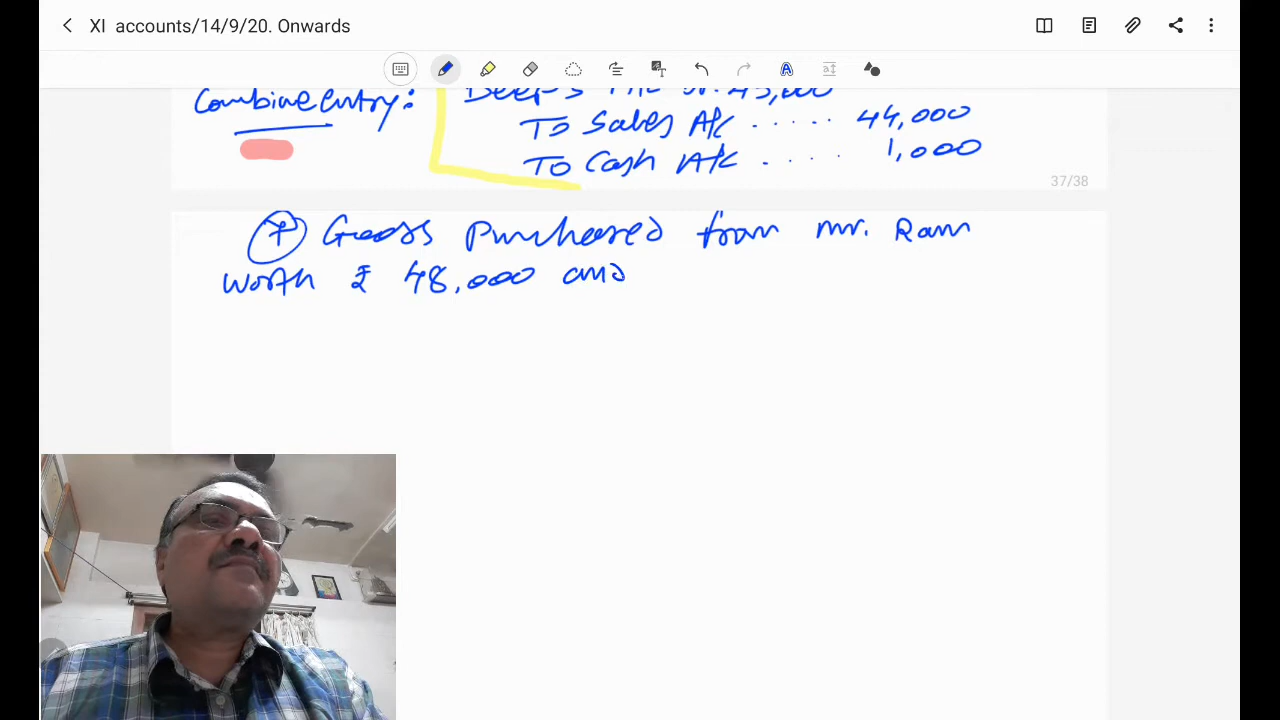 XI accounts/14/9/20. Onwards
Combine entry:
To Sales A/c ..... 44,000
To Cash A/c .... 1,000
37/38
7 Goods Purchased from Mr. Ram
worth ₹ 48,000 and